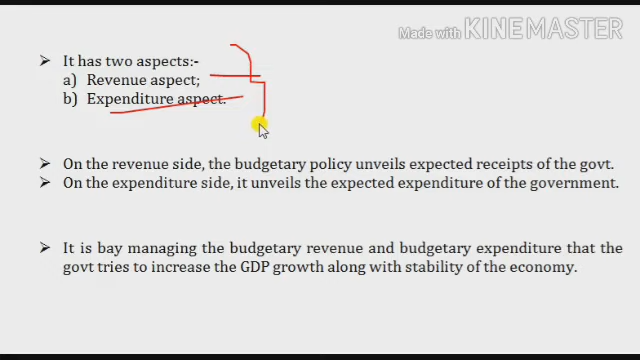 Made with KINEMASTER
➤ It has two aspects:-
a) Revenue aspect;
b) Expenditure aspect.
➤ On the revenue side, the budgetary policy unveils expected receipts of the govt.
➤ On the expenditure side, it unveils the expected expenditure of the government.
➤ It is bay managing the budgetary revenue and budgetary expenditure that the
govt tries to increase the GDP growth along with stability of the economy.